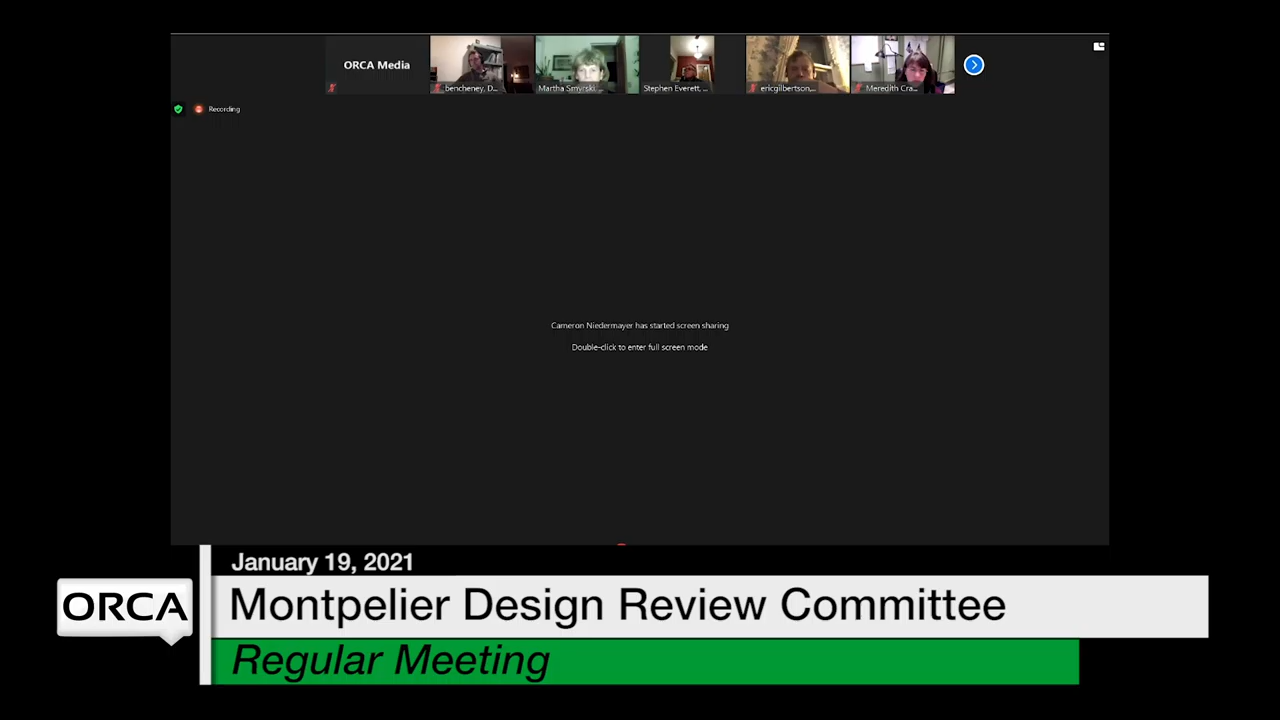 ORCA Media
bencheney, D...
Martha Smyrski...
Stephen Everett, ...
ericgilbertson,...
Meredith Cra...
Recording
Cameron Niedermayer has started screen sharing
Double-click to enter full screen mode
January 19, 2021
ORCA
Montpelier Design Review Committee
Regular Meeting